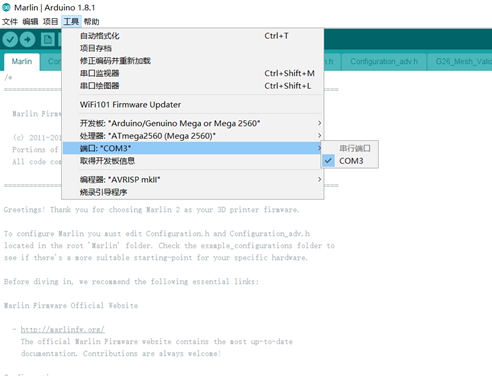 Marlin | Arduino 1.8.1
文件 编辑 项目 工具 帮助
自动格式化 Ctrl+T
项目存档
修正编码并重新加载
串口监视器 Ctrl+Shift+M
串口绘图器 Ctrl+Shift+L
WiFi101 Firmware Updater
开发板: "Arduino/Genuino Mega or Mega 2560"
处理器: "ATmega2560 (Mega 2560)"
端口: "COM3"
取得开发板信息
编程器: "AVRISP mkII"
烧录引导程序
串行端口
COM3
Marlin Co .h Configuration_adv.h G26_Mesh_Valid
/*
Marlin Firmw
(c) 2011-201
Portions of
All code com
Greetings! Thank you for choosing Marlin 2 as your 3D printer firmware.
To configure Marlin you must edit Configuration.h and Configuration_adv.h
located in the root 'Marlin' folder. Check the example_configurations folder to
see if there's a more suitable starting-point for your specific hardware.
Before diving in, we recommend the following essential links:
Marlin Firmware Official Website
- http://marlinfw.org/
The official Marlin Firmware website contains the most up-to-date
documentation. Contributions are always welcome!